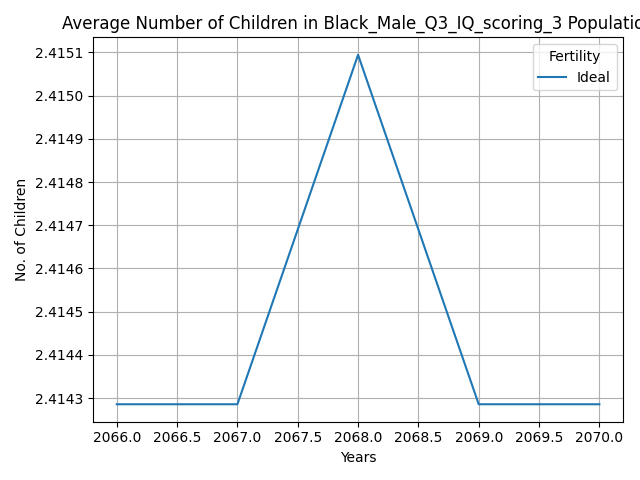 Average Number of Children in Black_Male_Q3_IQ_scoring_3 Populatio
Fertility
Ideal
2.4151
2.4150
2.4149
2.4148
2.4147
2.4146
2.4145
2.4144
2.4143
No. of Children
2066.0 2066.5 2067.0 2067.5 2068.0 2068.5 2069.0 2069.5 2070.0
Years